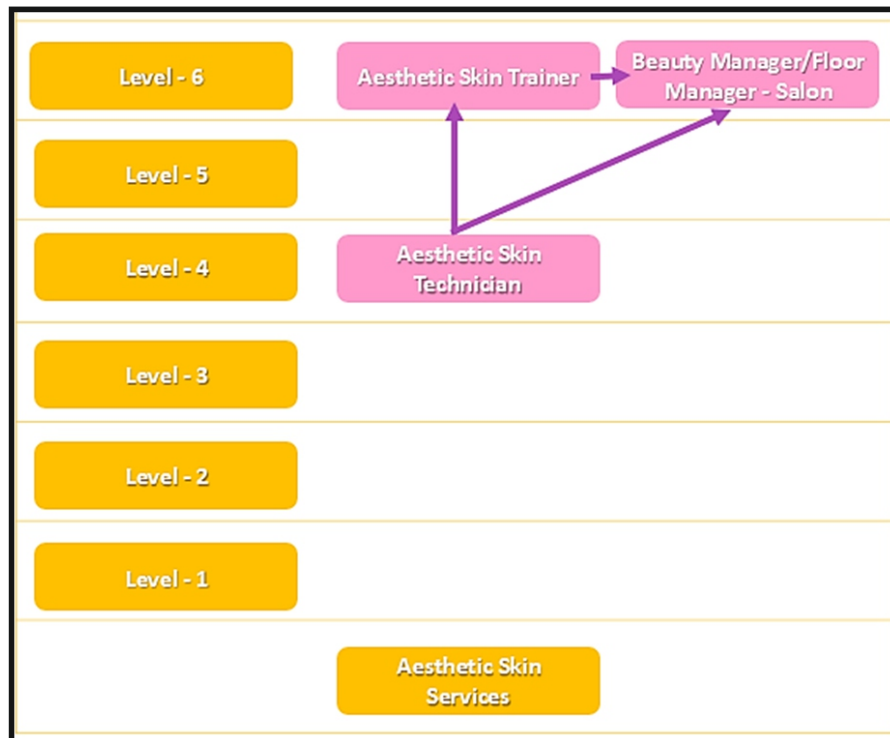 Level - 6
Aesthetic Skin Trainer
Beauty Manager/Floor
Manager - Salon
Level - 5
Level - 4
Aesthetic Skin
Technician
Level - 3
Level - 2
Level - 1
Aesthetic Skin
Services